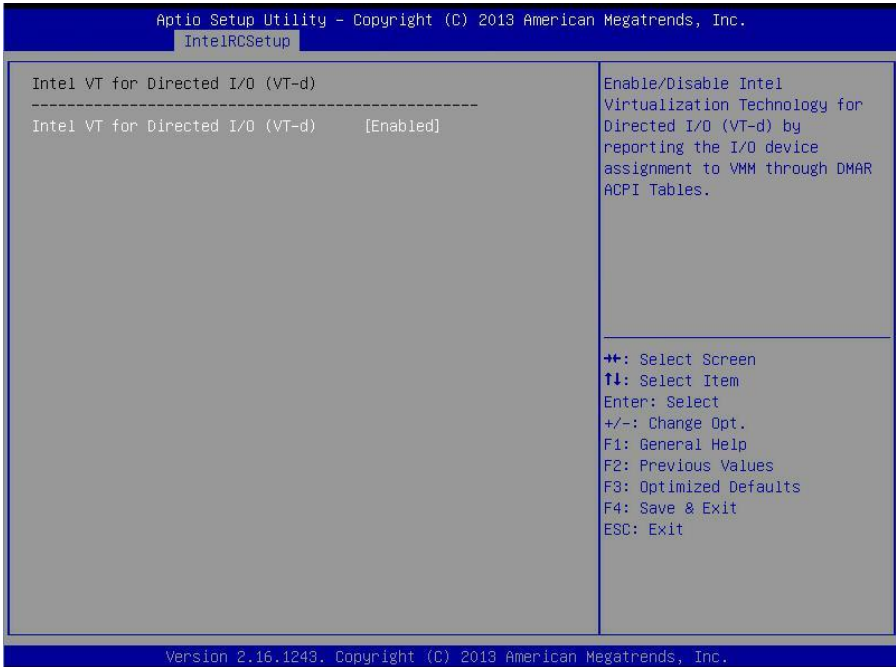 Aptio Setup Utility – Copyright (C) 2013 American Megatrends, Inc.
IntelRCSetup
Intel VT for Directed I/O (VT-d)
--------------------------------------------------
Intel VT for Directed I/O (VT-d) [Enabled]
Enable/Disable Intel
Virtualization Technology for
Directed I/O (VT-d) by
reporting the I/O device
assignment to VMM through DMAR
ACPI Tables.
→←: Select Screen
↑↓: Select Item
Enter: Select
+/-: Change Opt.
F1: General Help
F2: Previous Values
F3: Optimized Defaults
F4: Save & Exit
ESC: Exit
Version 2.16.1243. Copyright (C) 2013 American Megatrends, Inc.